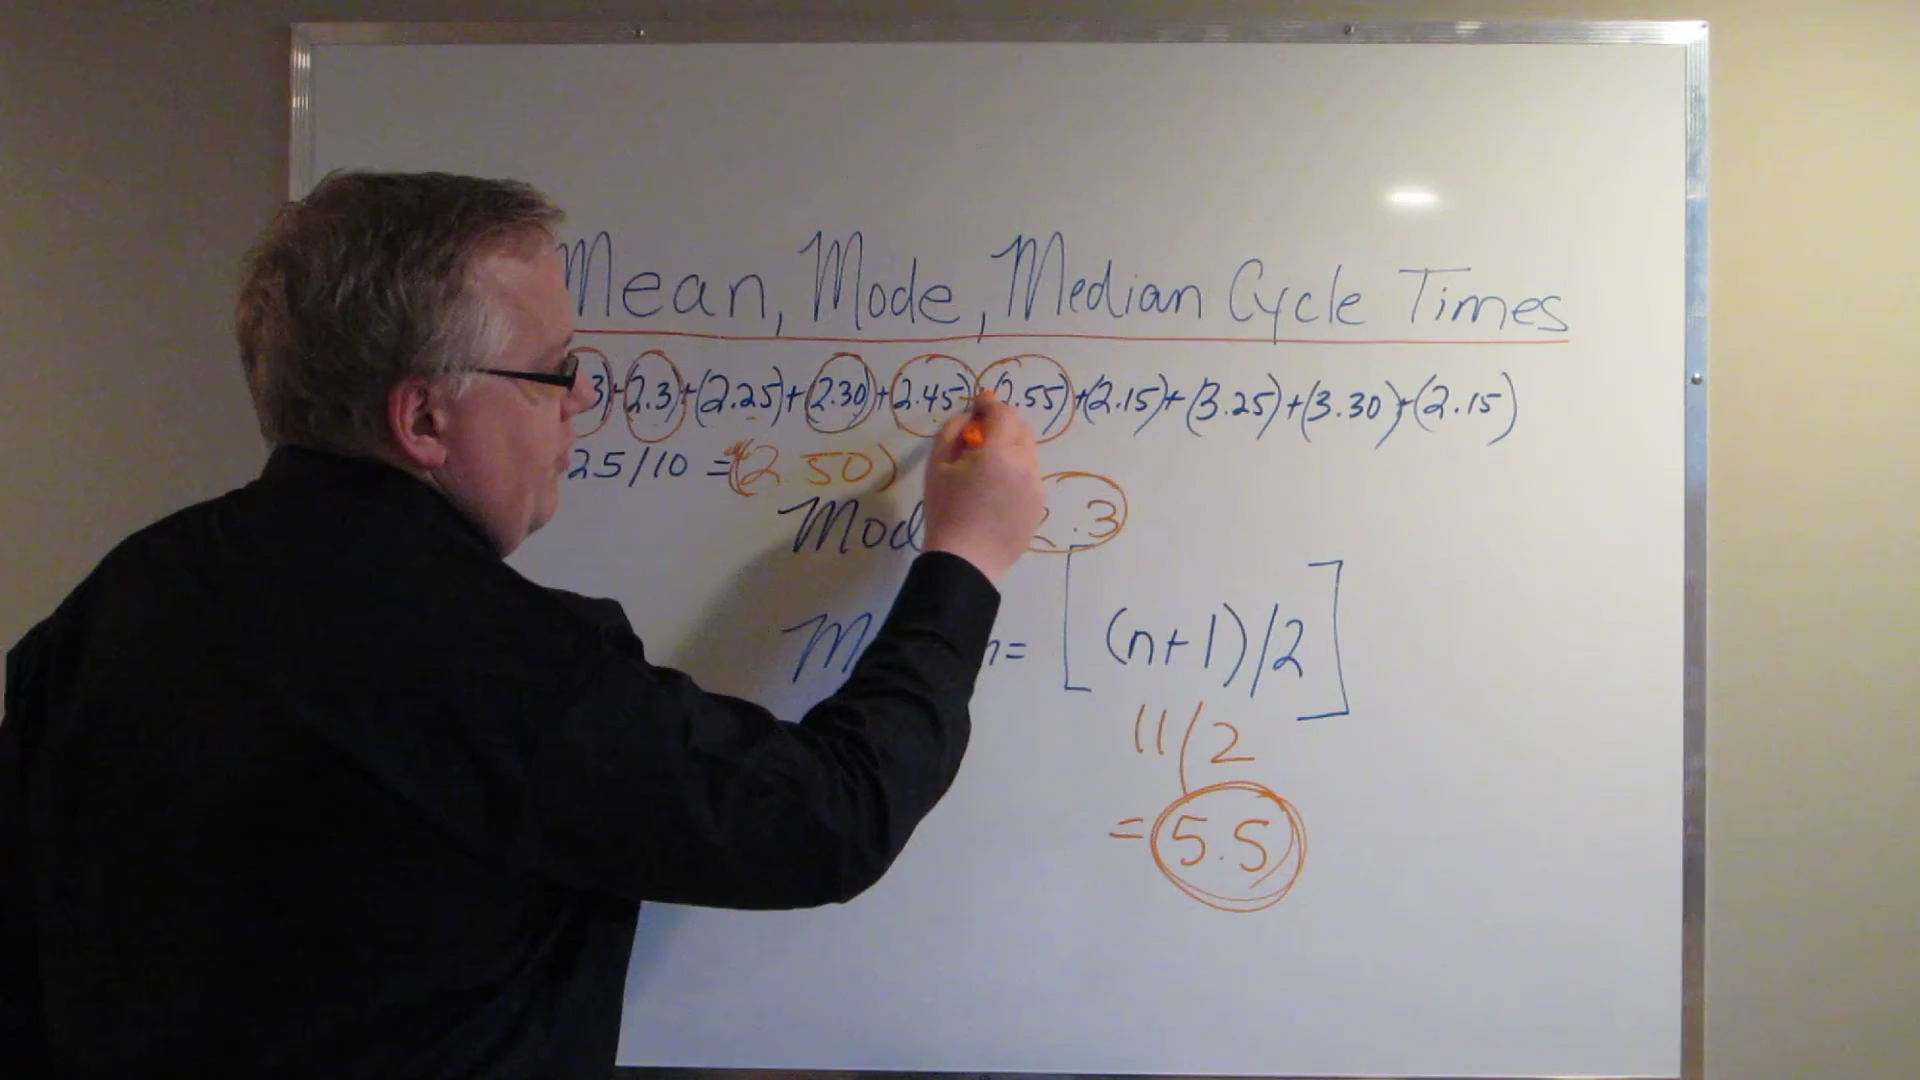 Mean, Mode, Median Cycle Times
3)+(2.3)+(2.25)+(2.30)+(2.45)+(2.55)+(2.15)+(3.25)+(3.30)+(2.15)
25/10 =(2.50)
Mod 2.3
M n= [(n+1)/2]
11/2
=5.5